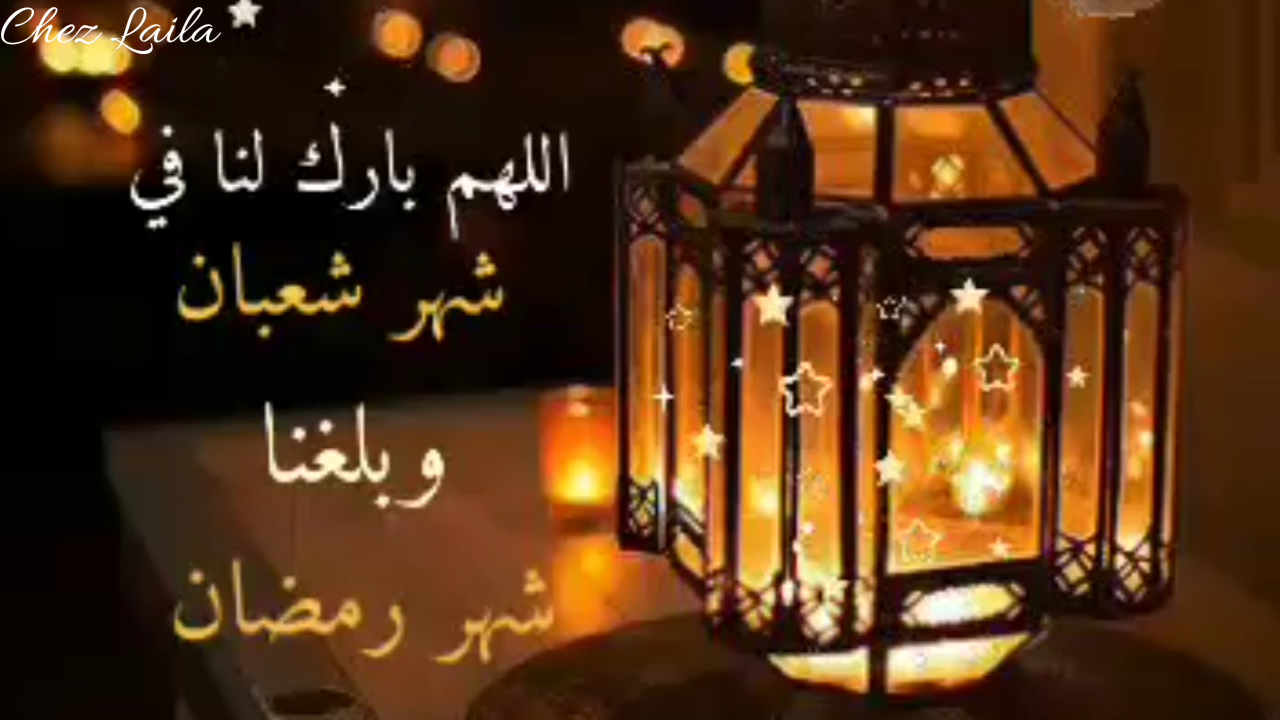 Chez Laila
اللهم بارك لنا في
شهر شعبان
وبلغنا
شهر رمضان